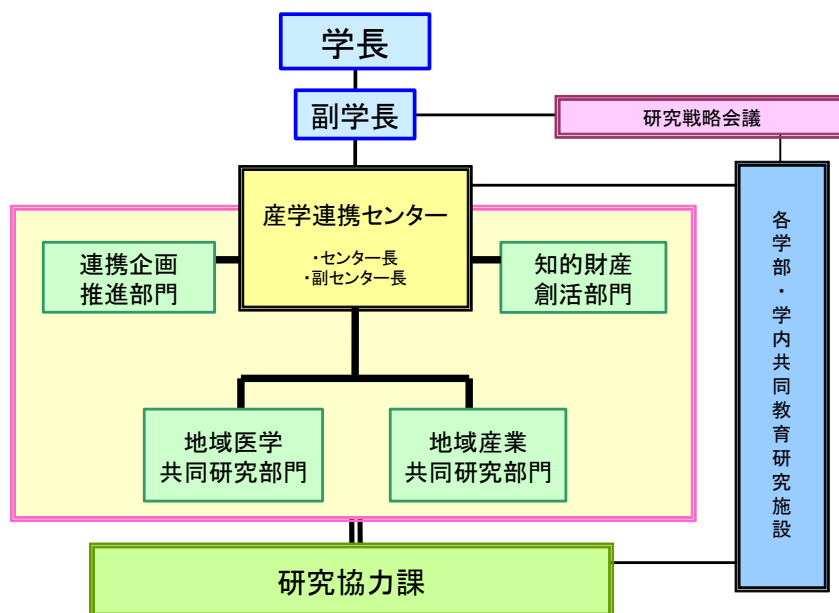 学長
副学長
研究戦略会議
産学連携センター
・センター長
・副センター長
連携企画
推進部門
知的財産
創活部門
地域医学
共同研究部門
地域産業
共同研究部門
各学部・学内共同教育研究施設
研究協力課